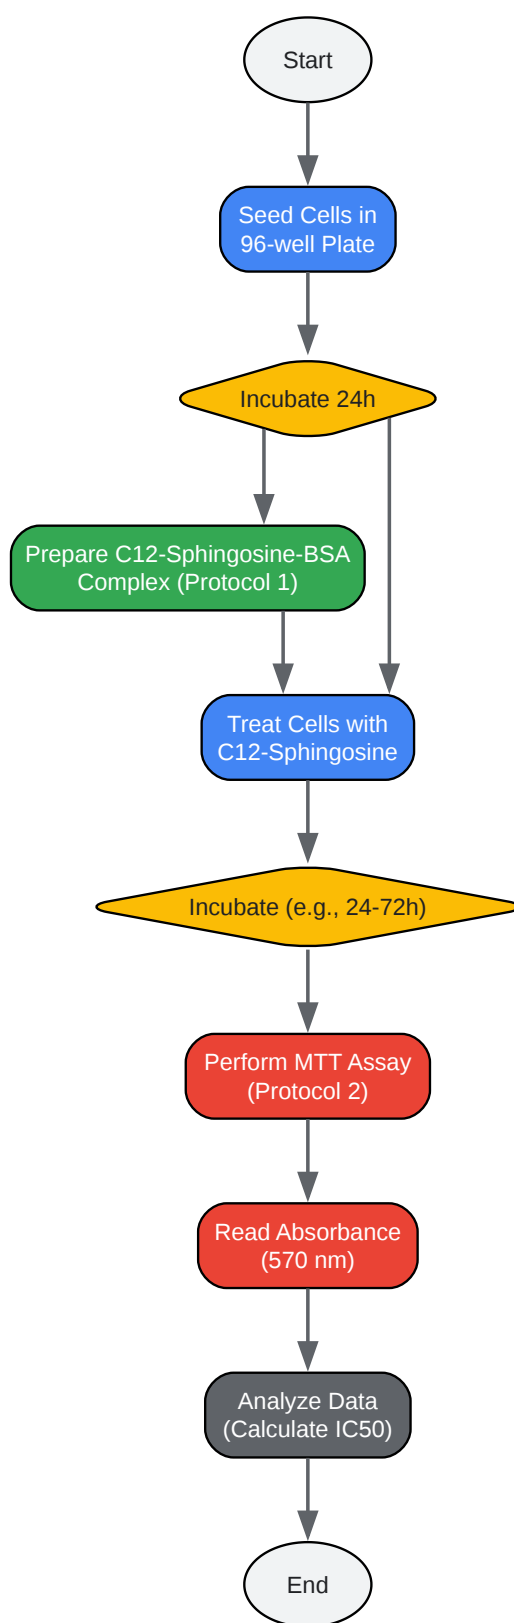 Start
Seed Cells in
96-well Plate
Incubate 24h
Prepare C12-Sphingosine-BSA
Complex (Protocol 1)
Treat Cells with
C12-Sphingosine
Incubate (e.g., 24-72h)
Perform MTT Assay
(Protocol 2)
Read Absorbance
(570 nm)
Analyze Data
(Calculate IC50)
End